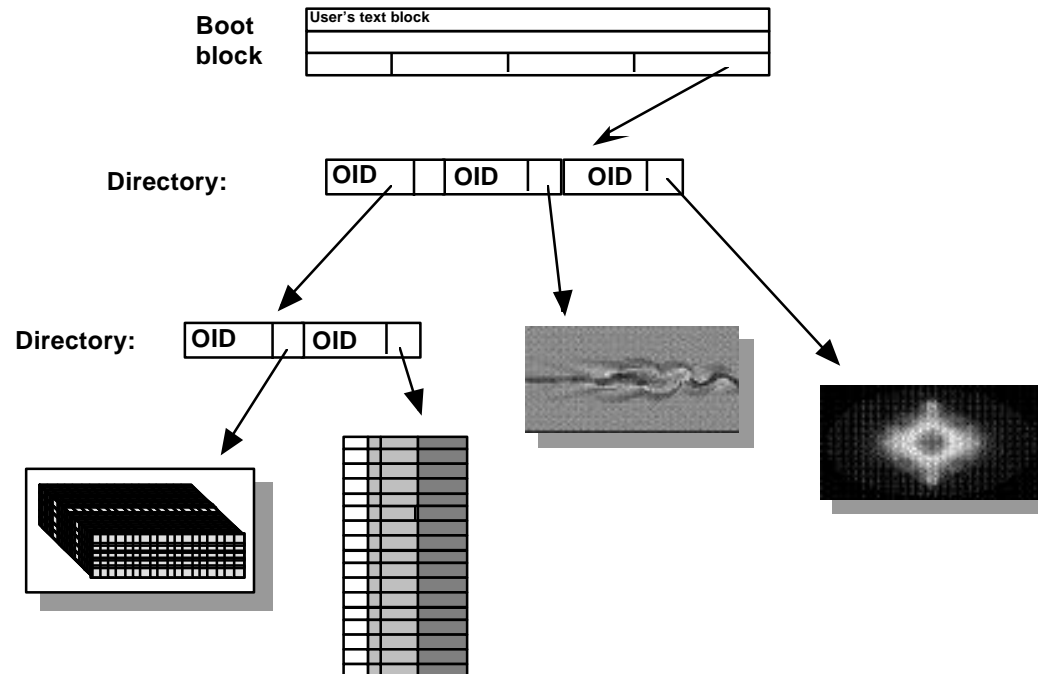 User's text block
Boot
block
Directory:
OID OID OID
Directory:
OID OID